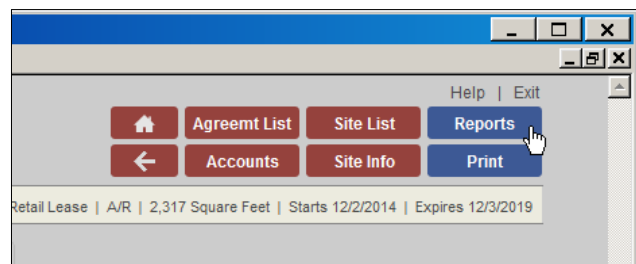 Help | Exit
Agreemt List Site List Reports
Accounts Site Info Print
Retail Lease | A/R | 2,317 Square Feet | Starts 12/2/2014 | Expires 12/3/2019